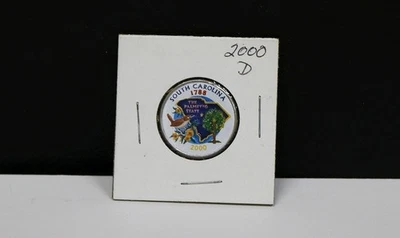 2000
D
SOUTH CAROLINA
1788
THE
PALMETTO
STATE
2000